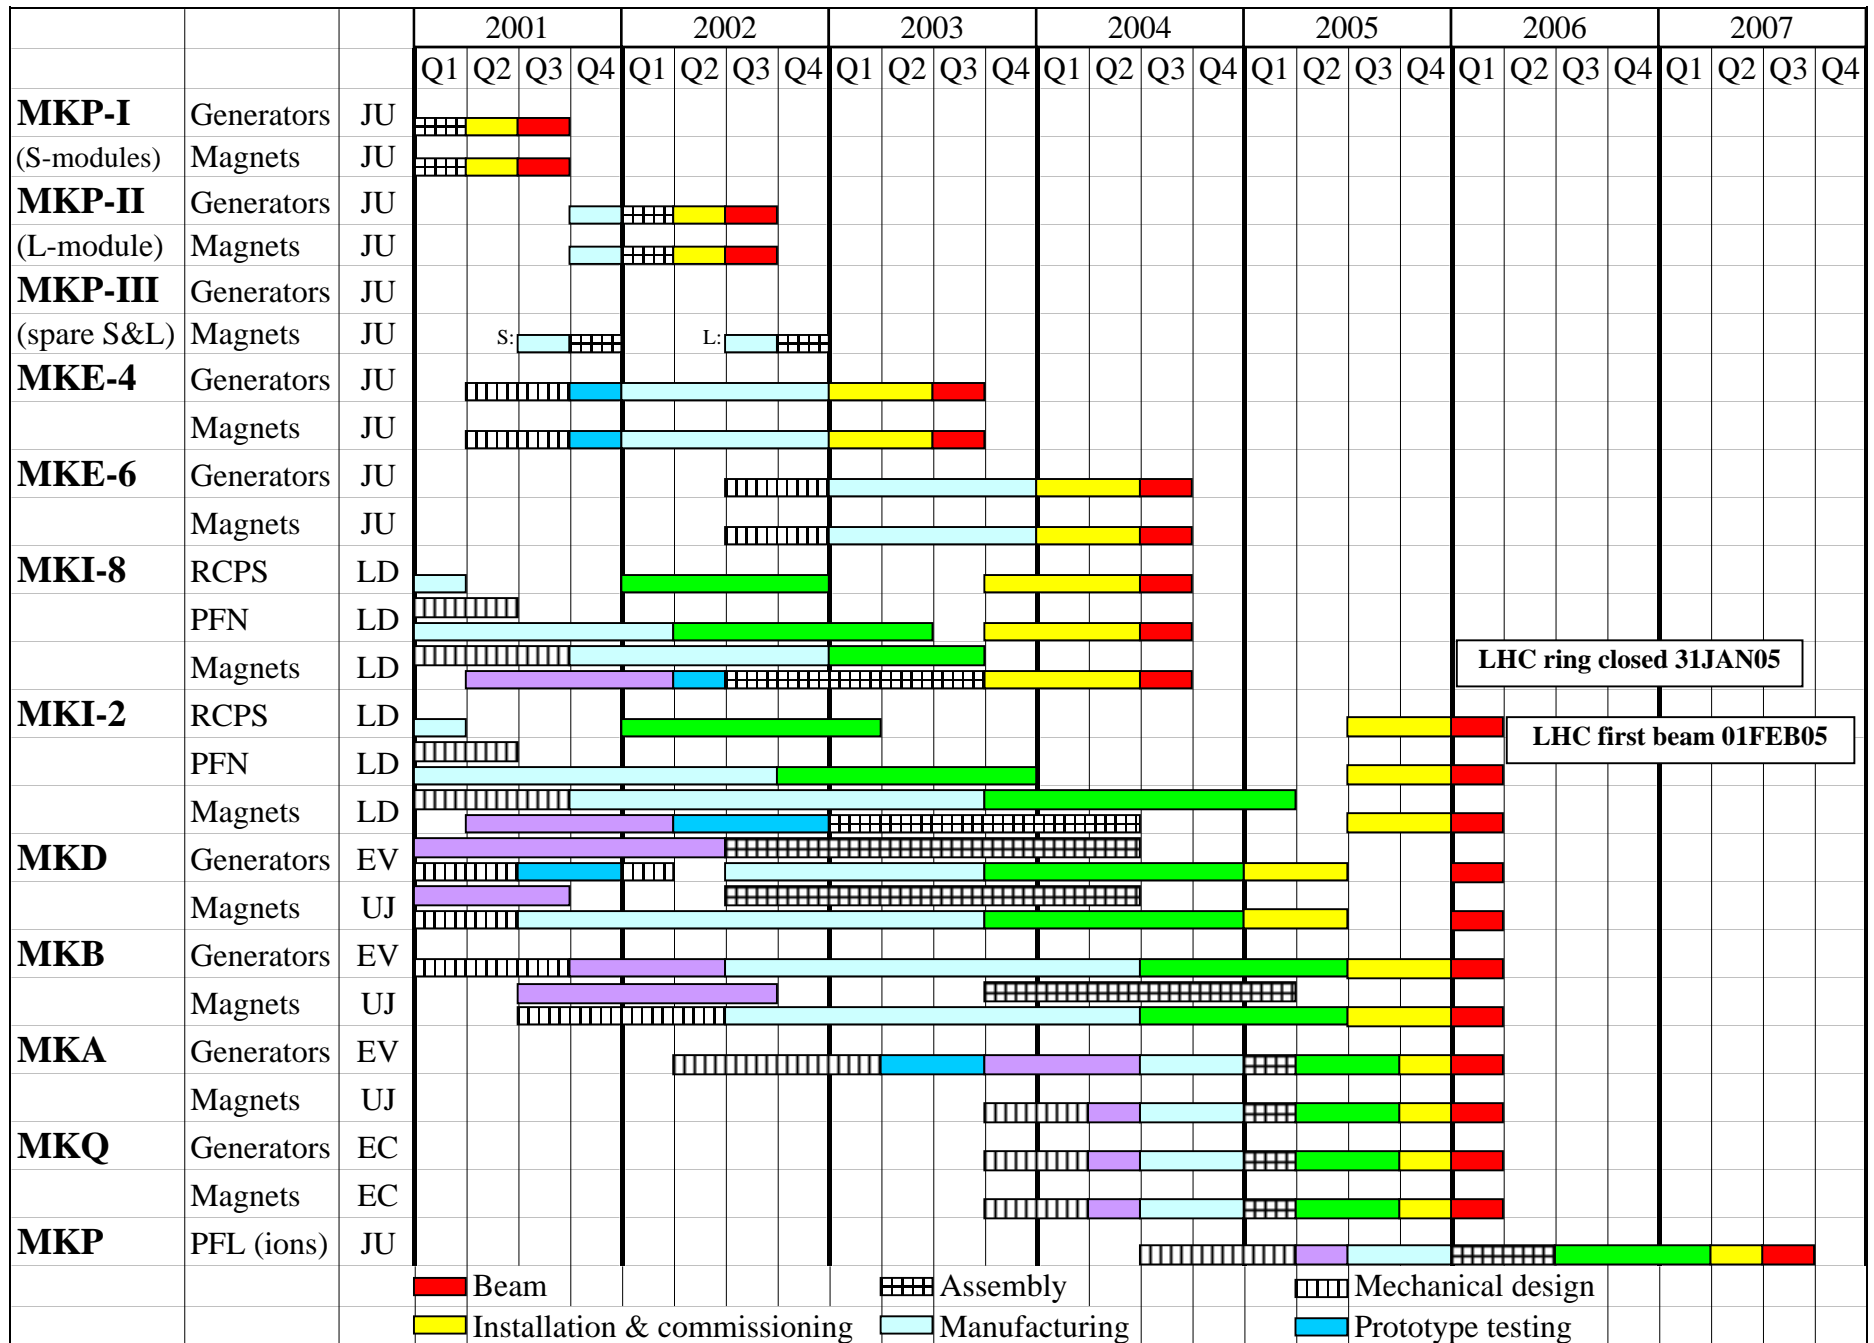 2001 2002 2003 2004 2005 2006 2007
Q1 Q2 Q3 Q4 Q1 Q2 Q3 Q4 Q1 Q2 Q3 Q4 Q1 Q2 Q3 Q4 Q1 Q2 Q3 Q4 Q1 Q2 Q3 Q4 Q1 Q2 Q3 Q4
MKP-I Generators JU
(S-modules) Magnets JU
MKP-II Generators JU
(L-module) Magnets JU
MKP-III Generators JU
(spare S&L) Magnets JU S: L:
MKE-4 Generators JU
Magnets JU
MKE-6 Generators JU
Magnets JU
MKI-8 RCPS LD
PFN LD
Magnets LD LHC ring closed 31JAN05
MKI-2 RCPS LD
LHC first beam 01FEB05
PFN LD
Magnets LD
MKD Generators EV
Magnets UJ
MKB Generators EV
Magnets UJ
MKA Generators EV
Magnets UJ
MKQ Generators EC
Magnets EC
MKP PFL (ions) JU
Beam Assembly Mechanical design
Installation & commissioning Manufacturing Prototype testing